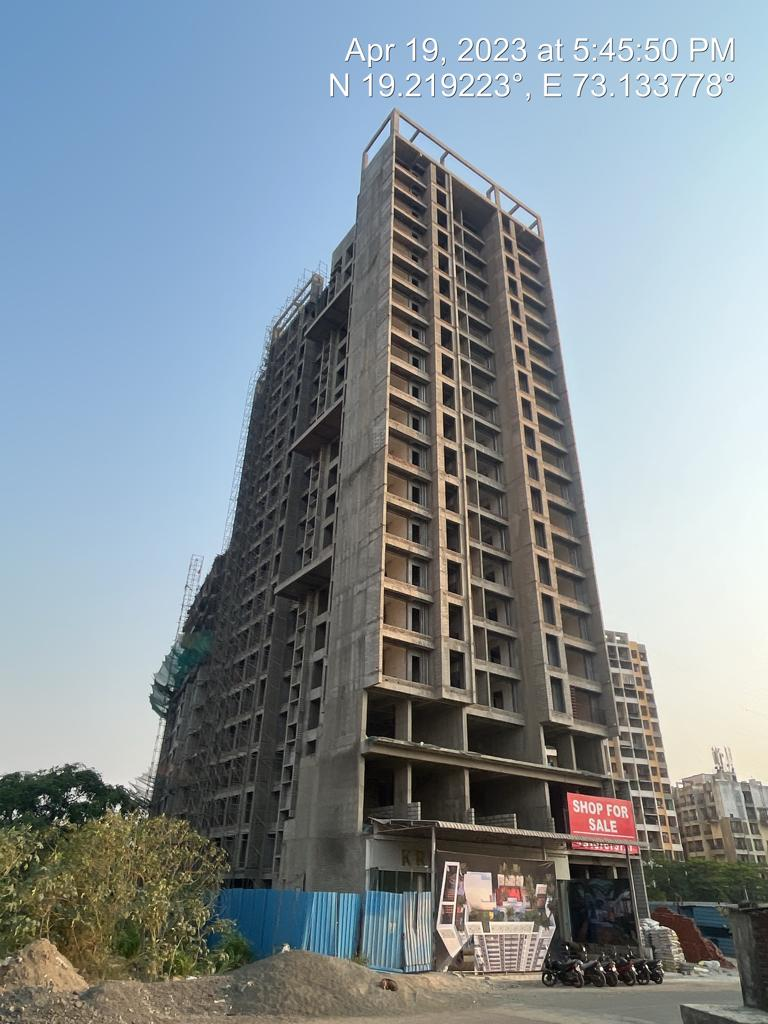 Apr 19, 2023 at 5:45:50 PM
N 19.219223°, E 73.133778°
SHOP FOR
SALE